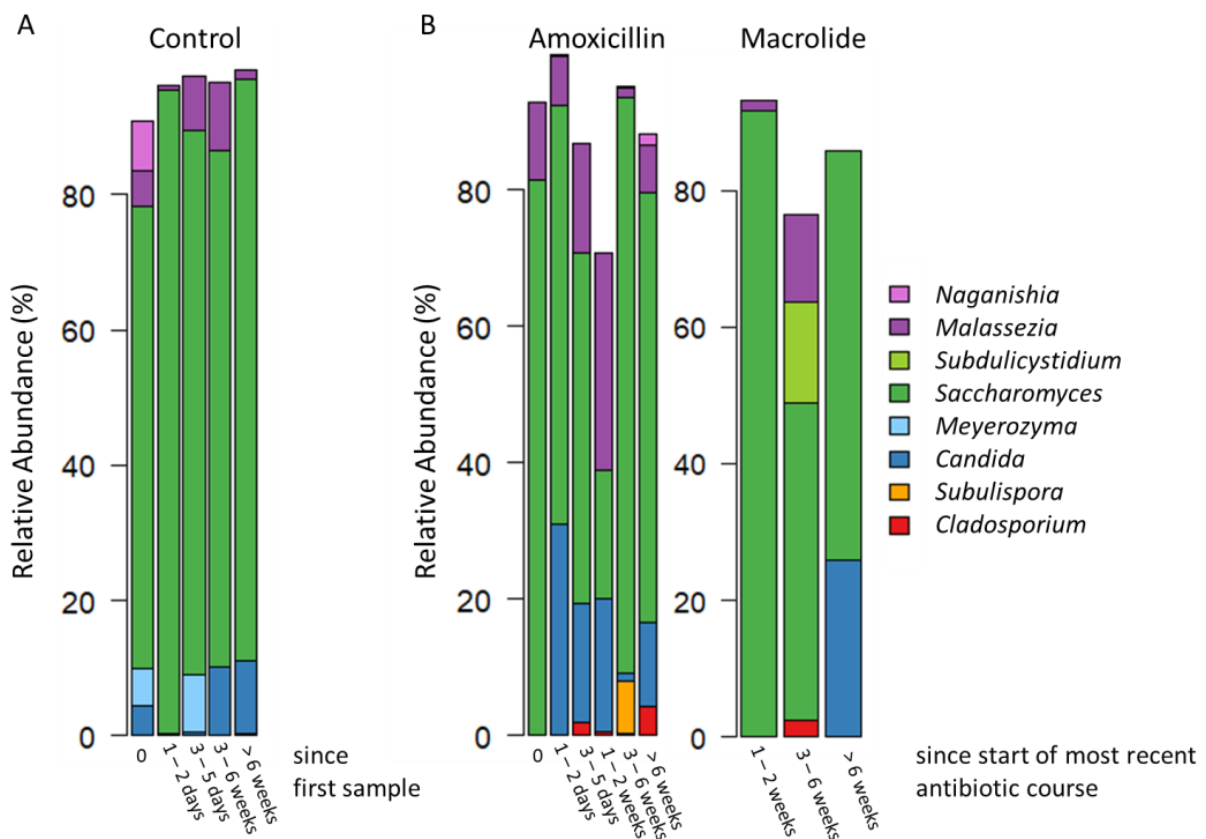 A
Control
Relative Abundance (%)
80
60
40
20
0
0
1 – 2 days
3 – 5 days
3 – 6 weeks
> 6 weeks
since
first sample
B
Amoxicillin
Relative Abundance (%)
80
60
40
20
0
0
1 – 2 days
3 – 5 days
1 – 2 weeks
3 – 6 weeks
> 6 weeks
Macrolide
80
60
40
20
0
1 – 2 weeks
3 – 6 weeks
> 6 weeks
since start of most recent
antibiotic course
Naganishia
Malassezia
Subdulicystidium
Saccharomyces
Meyerozyma
Candida
Subulispora
Cladosporium